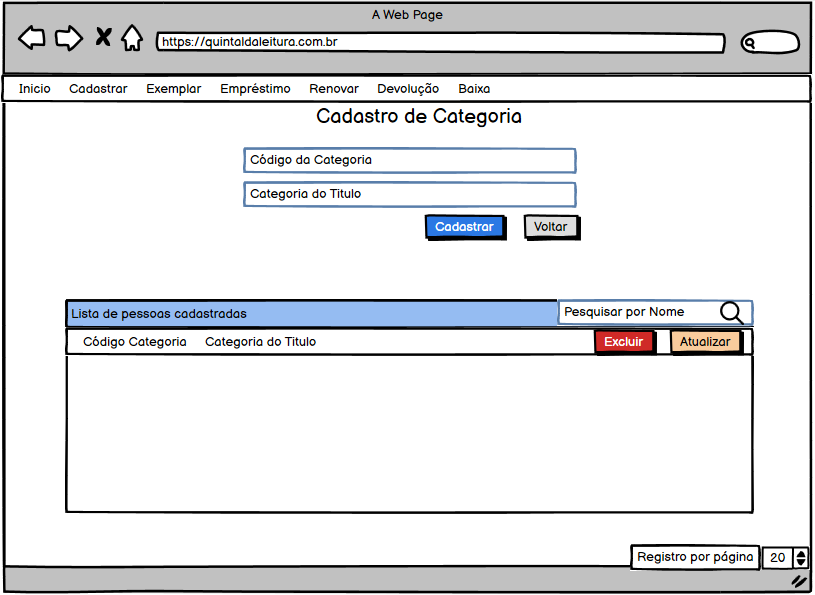 A Web Page
https://quintaldaleitura.com.br
Inicio Cadastrar Exemplar Empréstimo Renovar Devolução Baixa
Cadastro de Categoria
Código da Categoria
Categoria do Titulo
Cadastrar Voltar
Lista de pessoas cadastradas Pesquisar por Nome
Código Categoria Categoria do Titulo Excluir Atualizar
Registro por página 20